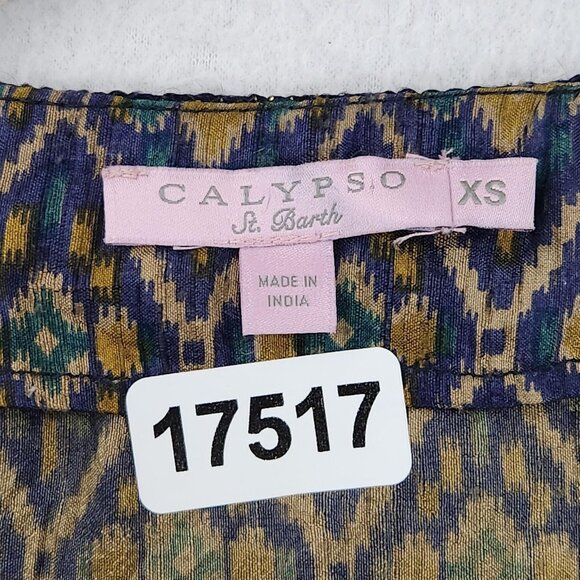 CALYPSO XS
St. Barth
MADE IN
INDIA
17517